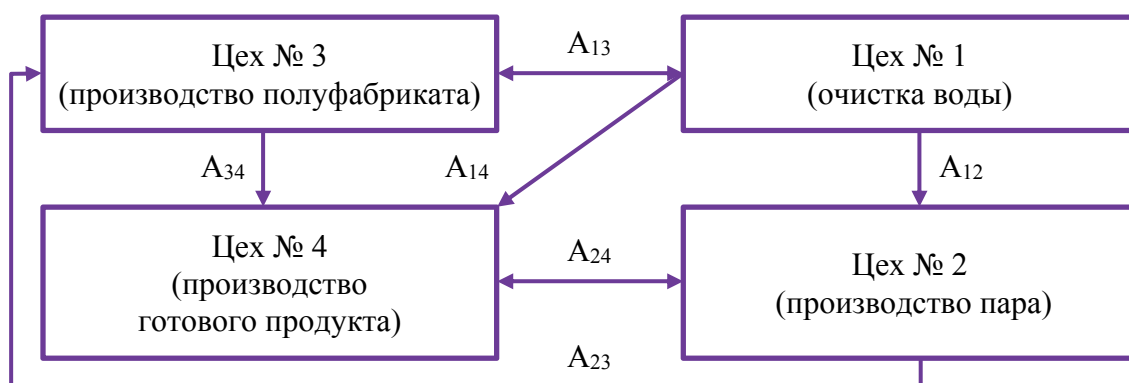 Цех № 3
(производство полуфабриката)
A₁₃
Цех № 1
(очистка воды)
A₃₄
A₁₄
A₁₂
Цех № 4
(производство
готового продукта)
A₂₄
Цех № 2
(производство пара)
A₂₃